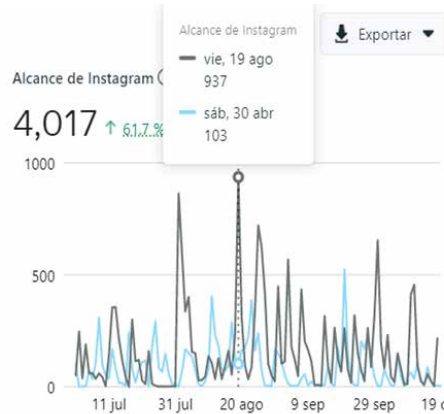 Alcance de Instagram
vie, 19 ago
937
sáb, 30 abr
103
Exportar
Alcance de Instagram
4,017 ↑ 61.7 %
1000
500
0
11 jul 31 jul 20 ago 9 sep 29 sep 19